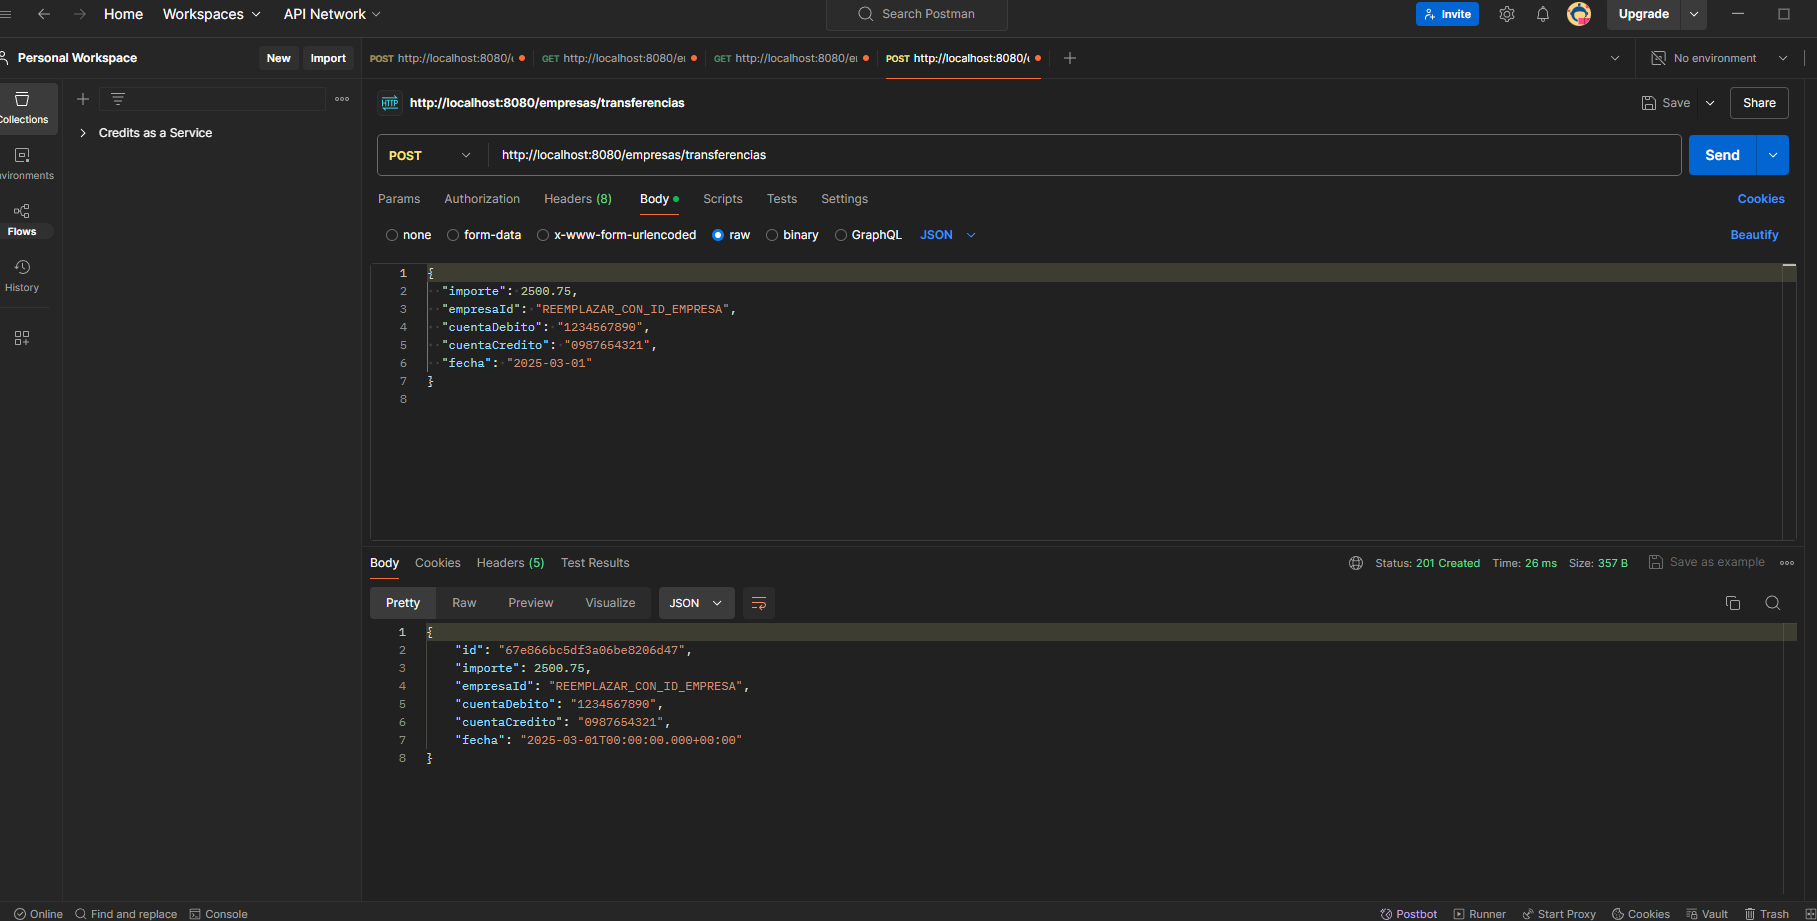 Home Workspaces API Network Search Postman Invite Upgrade
Personal Workspace New Import
POST http://localhost:8080/ GET http://localhost:8080/ GET http://localhost:8080/ POST http://localhost:8080/ No environment
Collections
Credits as a Service
vironments
Flows
History
HTTP http://localhost:8080/empresas/transferencias Save Share
POST http://localhost:8080/empresas/transferencias Send
Params Authorization Headers (8) Body Scripts Tests Settings Cookies
none form-data x-www-form-urlencoded raw binary GraphQL JSON Beautify
1 {
2 "importe": 2500.75,
3 "empresaId": "REEMPLAZAR_CON_ID_EMPRESA",
4 "cuentaDebito": "1234567890",
5 "cuentaCredito": "0987654321",
6 "fecha": "2025-03-01"
7 }
8
Body Cookies Headers (5) Test Results Status: 201 Created Time: 26 ms Size: 357 B Save as example
Pretty Raw Preview Visualize JSON
1 {
2 "id": "67e866bc5df3a06be8206d47",
3 "importe": 2500.75,
4 "empresaId": "REEMPLAZAR_CON_ID_EMPRESA",
5 "cuentaDebito": "1234567890",
6 "cuentaCredito": "0987654321",
7 "fecha": "2025-03-01T00:00:00.000+00:00"
8 }
Online Find and replace Console Postbot Runner Start Proxy Cookies Vault Trash